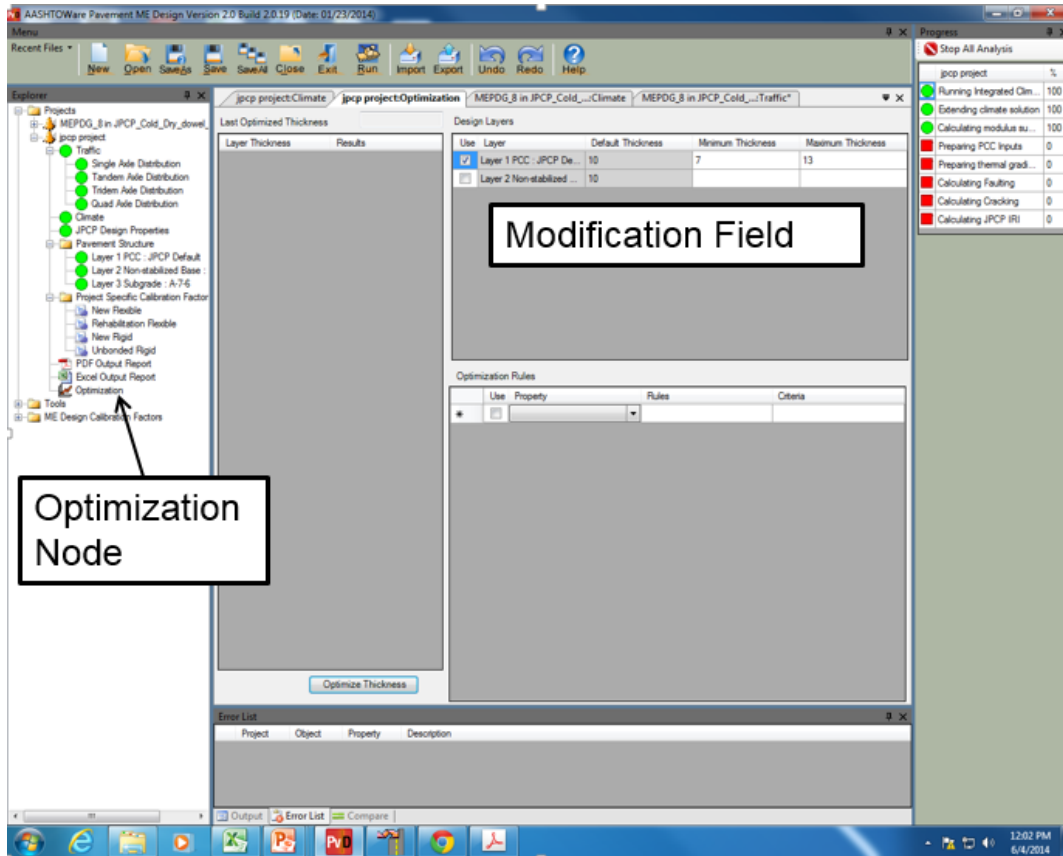 AASHTOWare Pavement ME Design Version 2.0 Build 2.0.19 (Date: 01/23/2014)
Menu
Recent Files
New Open SaveAs Save SaveAll Close Exit Run Import Export Undo Redo Help
Explorer
Projects
MEPDG_8 in JPCP_Cold_Dry_dowel_
jpcp project
Traffic
Single Axle Distribution
Tandem Axle Distribution
Tridem Axle Distribution
Quad Axle Distribution
Climate
JPCP Design Properties
Pavement Structure
Layer 1 PCC : JPCP Default
Layer 2 Non-stabilized Base :
Layer 3 Subgrade : A-7-6
Project Specific Calibration Factor
New Flexible
Rehabilitation Flexible
New Rigid
Unbonded Rigid
PDF Output Report
Excel Output Report
Optimization
Tools
ME Design Calibration Factors
Optimization
Node
jpcp project:Climate jpcp project:Optimization MEPDG_8 in JPCP_Cold_...:Climate MEPDG_8 in JPCP_Cold_...:Traffic*
Last Optimized Thickness
Layer Thickness Results
Optimize Thickness
Design Layers
Use Layer Default Thickness Minimum Thickness Maximum Thickness
Layer 1 PCC : JPCP De... 10 7 13
Layer 2 Non-stabilized ... 10
Modification Field
Optimization Rules
Use Property Rules Criteria
*
Error List
Project Object Property Description
Output Error List Compare
Progress
Stop All Analysis
jpcp project %
Running Integrated Clim... 100
Extending climate solution 100
Calculating modulus su... 100
Preparing PCC Inputs 0
Preparing thermal gradi... 0
Calculating Faulting 0
Calculating Cracking 0
Calculating JPCP IRI 0
PvD
12:02 PM
6/4/2014